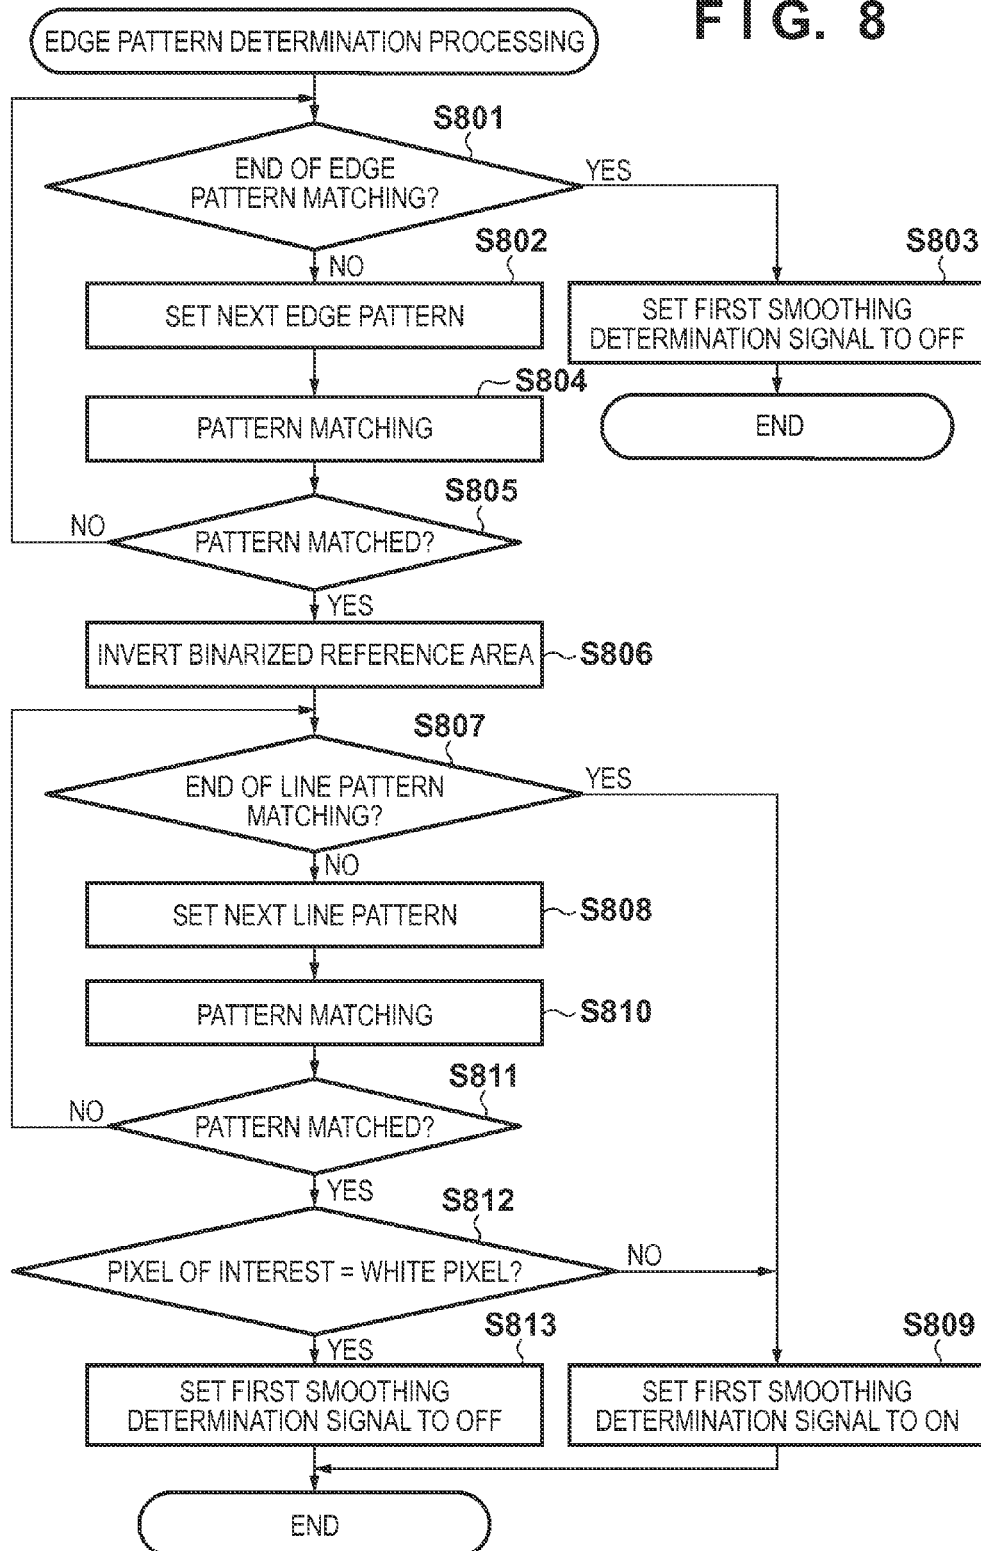 FIG. 8
EDGE PATTERN DETERMINATION PROCESSING
S801
END OF EDGE
PATTERN MATCHING?
YES
NO
S802
SET NEXT EDGE PATTERN
S803
SET FIRST SMOOTHING
DETERMINATION SIGNAL TO OFF
END
S804
PATTERN MATCHING
S805
PATTERN MATCHED?
NO
YES
INVERT BINARIZED REFERENCE AREA
S806
S807
END OF LINE PATTERN
MATCHING?
YES
NO
SET NEXT LINE PATTERN
S808
PATTERN MATCHING
S810
S811
PATTERN MATCHED?
NO
YES
S812
PIXEL OF INTEREST = WHITE PIXEL?
NO
YES
S813
SET FIRST SMOOTHING
DETERMINATION SIGNAL TO OFF
S809
SET FIRST SMOOTHING
DETERMINATION SIGNAL TO ON
END